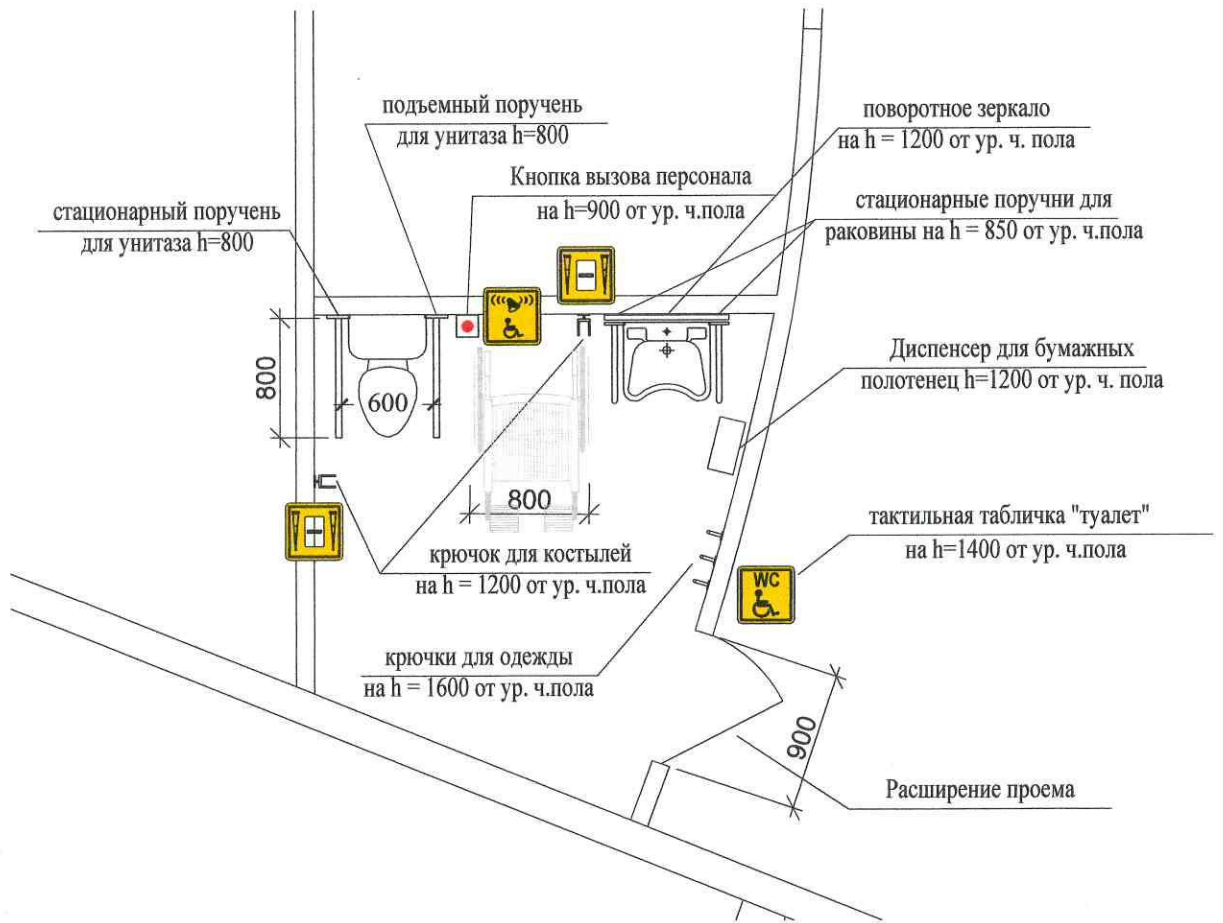 подъемный поручень
для унитаза h=800
поворотное зеркало
на h = 1200 от ур. ч. пола
Кнопка вызова персонала
на h=900 от ур. ч.пола
стационарный поручень
для унитаза h=800
стационарные поручни для
раковины на h = 850 от ур. ч.пола
Диспенсер для бумажных
полотенец h=1200 от ур. ч. пола
800
600
800
тактильная табличка "туалет"
на h=1400 от ур. ч.пола
крючок для костылей
на h = 1200 от ур. ч.пола
WC
крючки для одежды
на h = 1600 от ур. ч.пола
900
Расширение проема